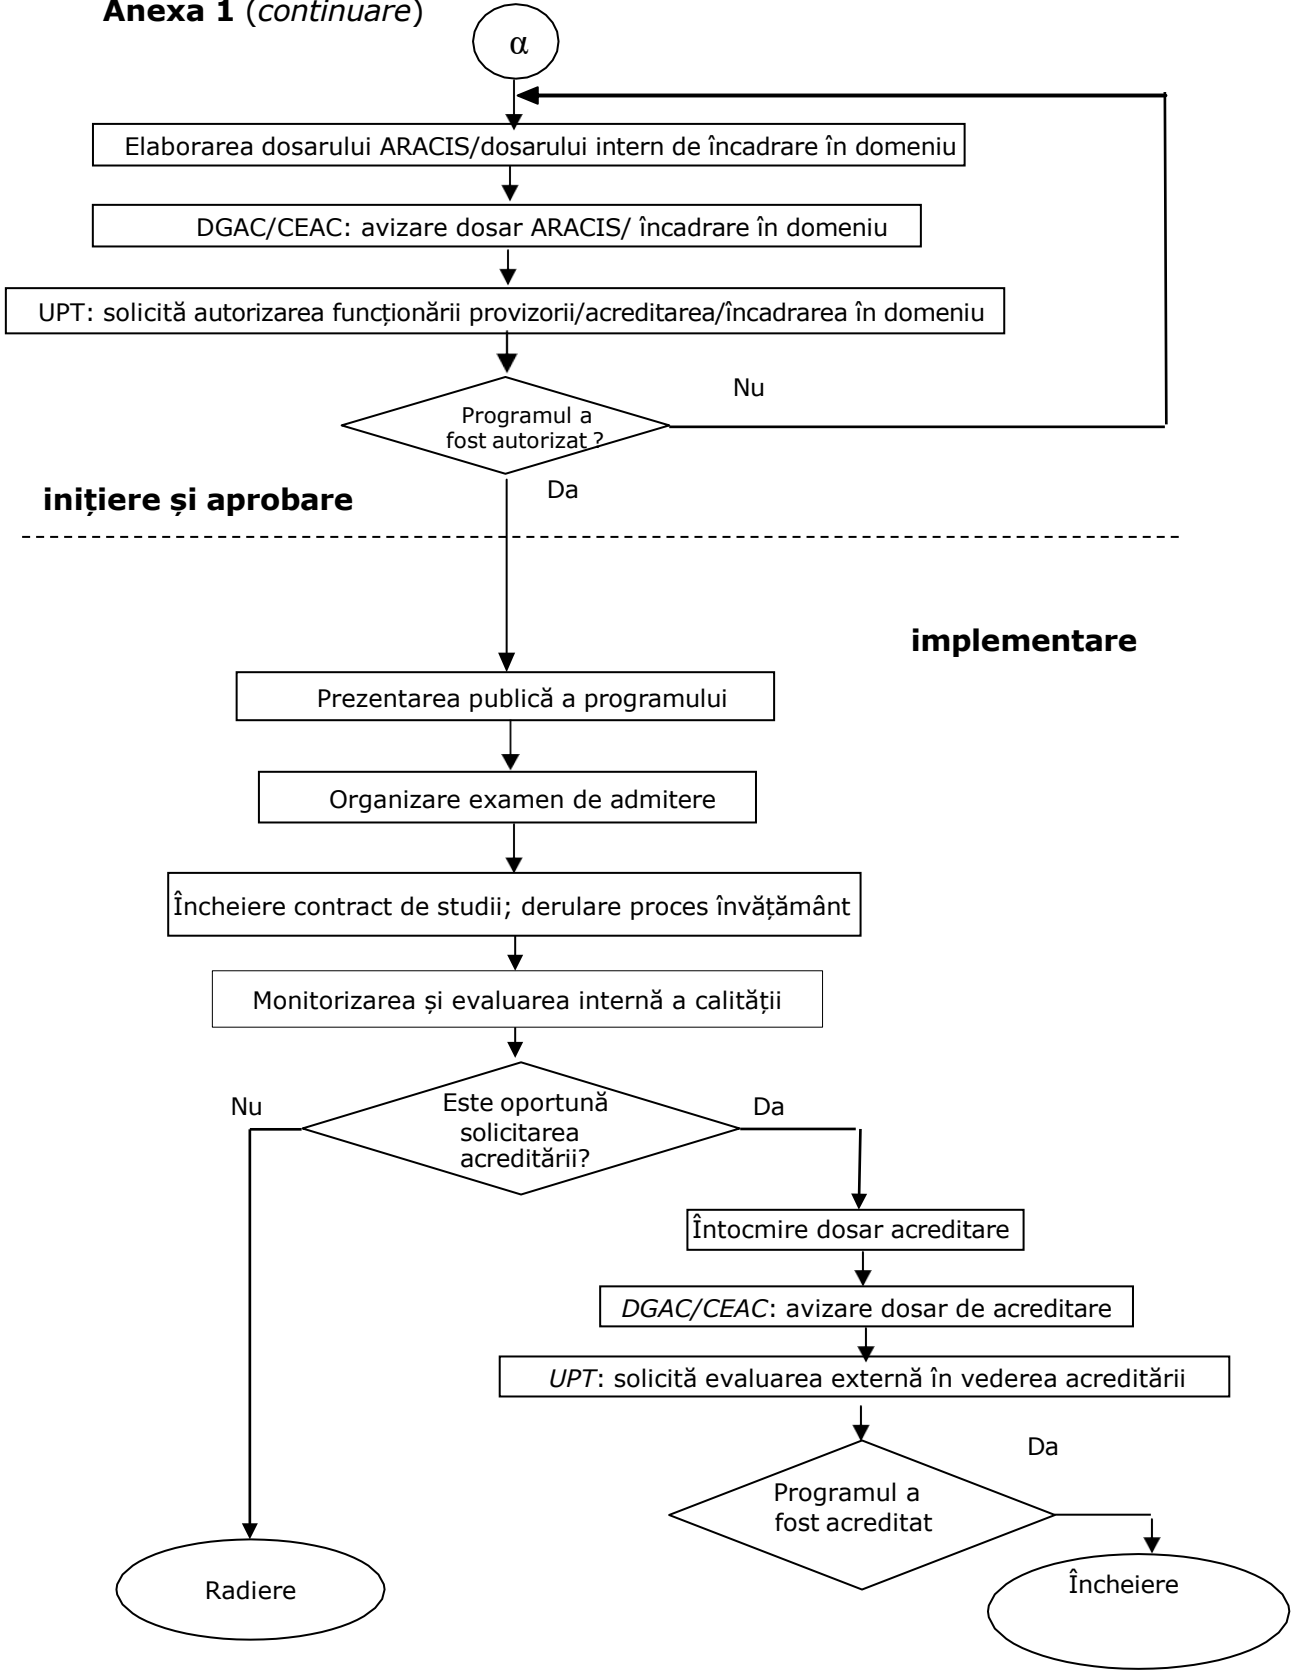 Anexa 1 (continuare)
α
Elaborarea dosarului ARACIS/dosarului intern de încadrare în domeniu
DGAC/CEAC: avizare dosar ARACIS/ încadrare în domeniu
UPT: solicită autorizarea funcționării provizorii/acreditarea/încadrarea în domeniu
Nu
Programul a
fost autorizat ?
Da
inițiere și aprobare
implementare
Prezentarea publică a programului
Organizare examen de admitere
Încheiere contract de studii; derulare proces învățământ
Monitorizarea și evaluarea internă a calității
Nu
Este oportună
solicitarea
acreditării?
Da
Întocmire dosar acreditare
DGAC/CEAC: avizare dosar de acreditare
UPT: solicită evaluarea externă în vederea acreditării
Da
Programul a
fost acreditat
Radiere
Încheiere